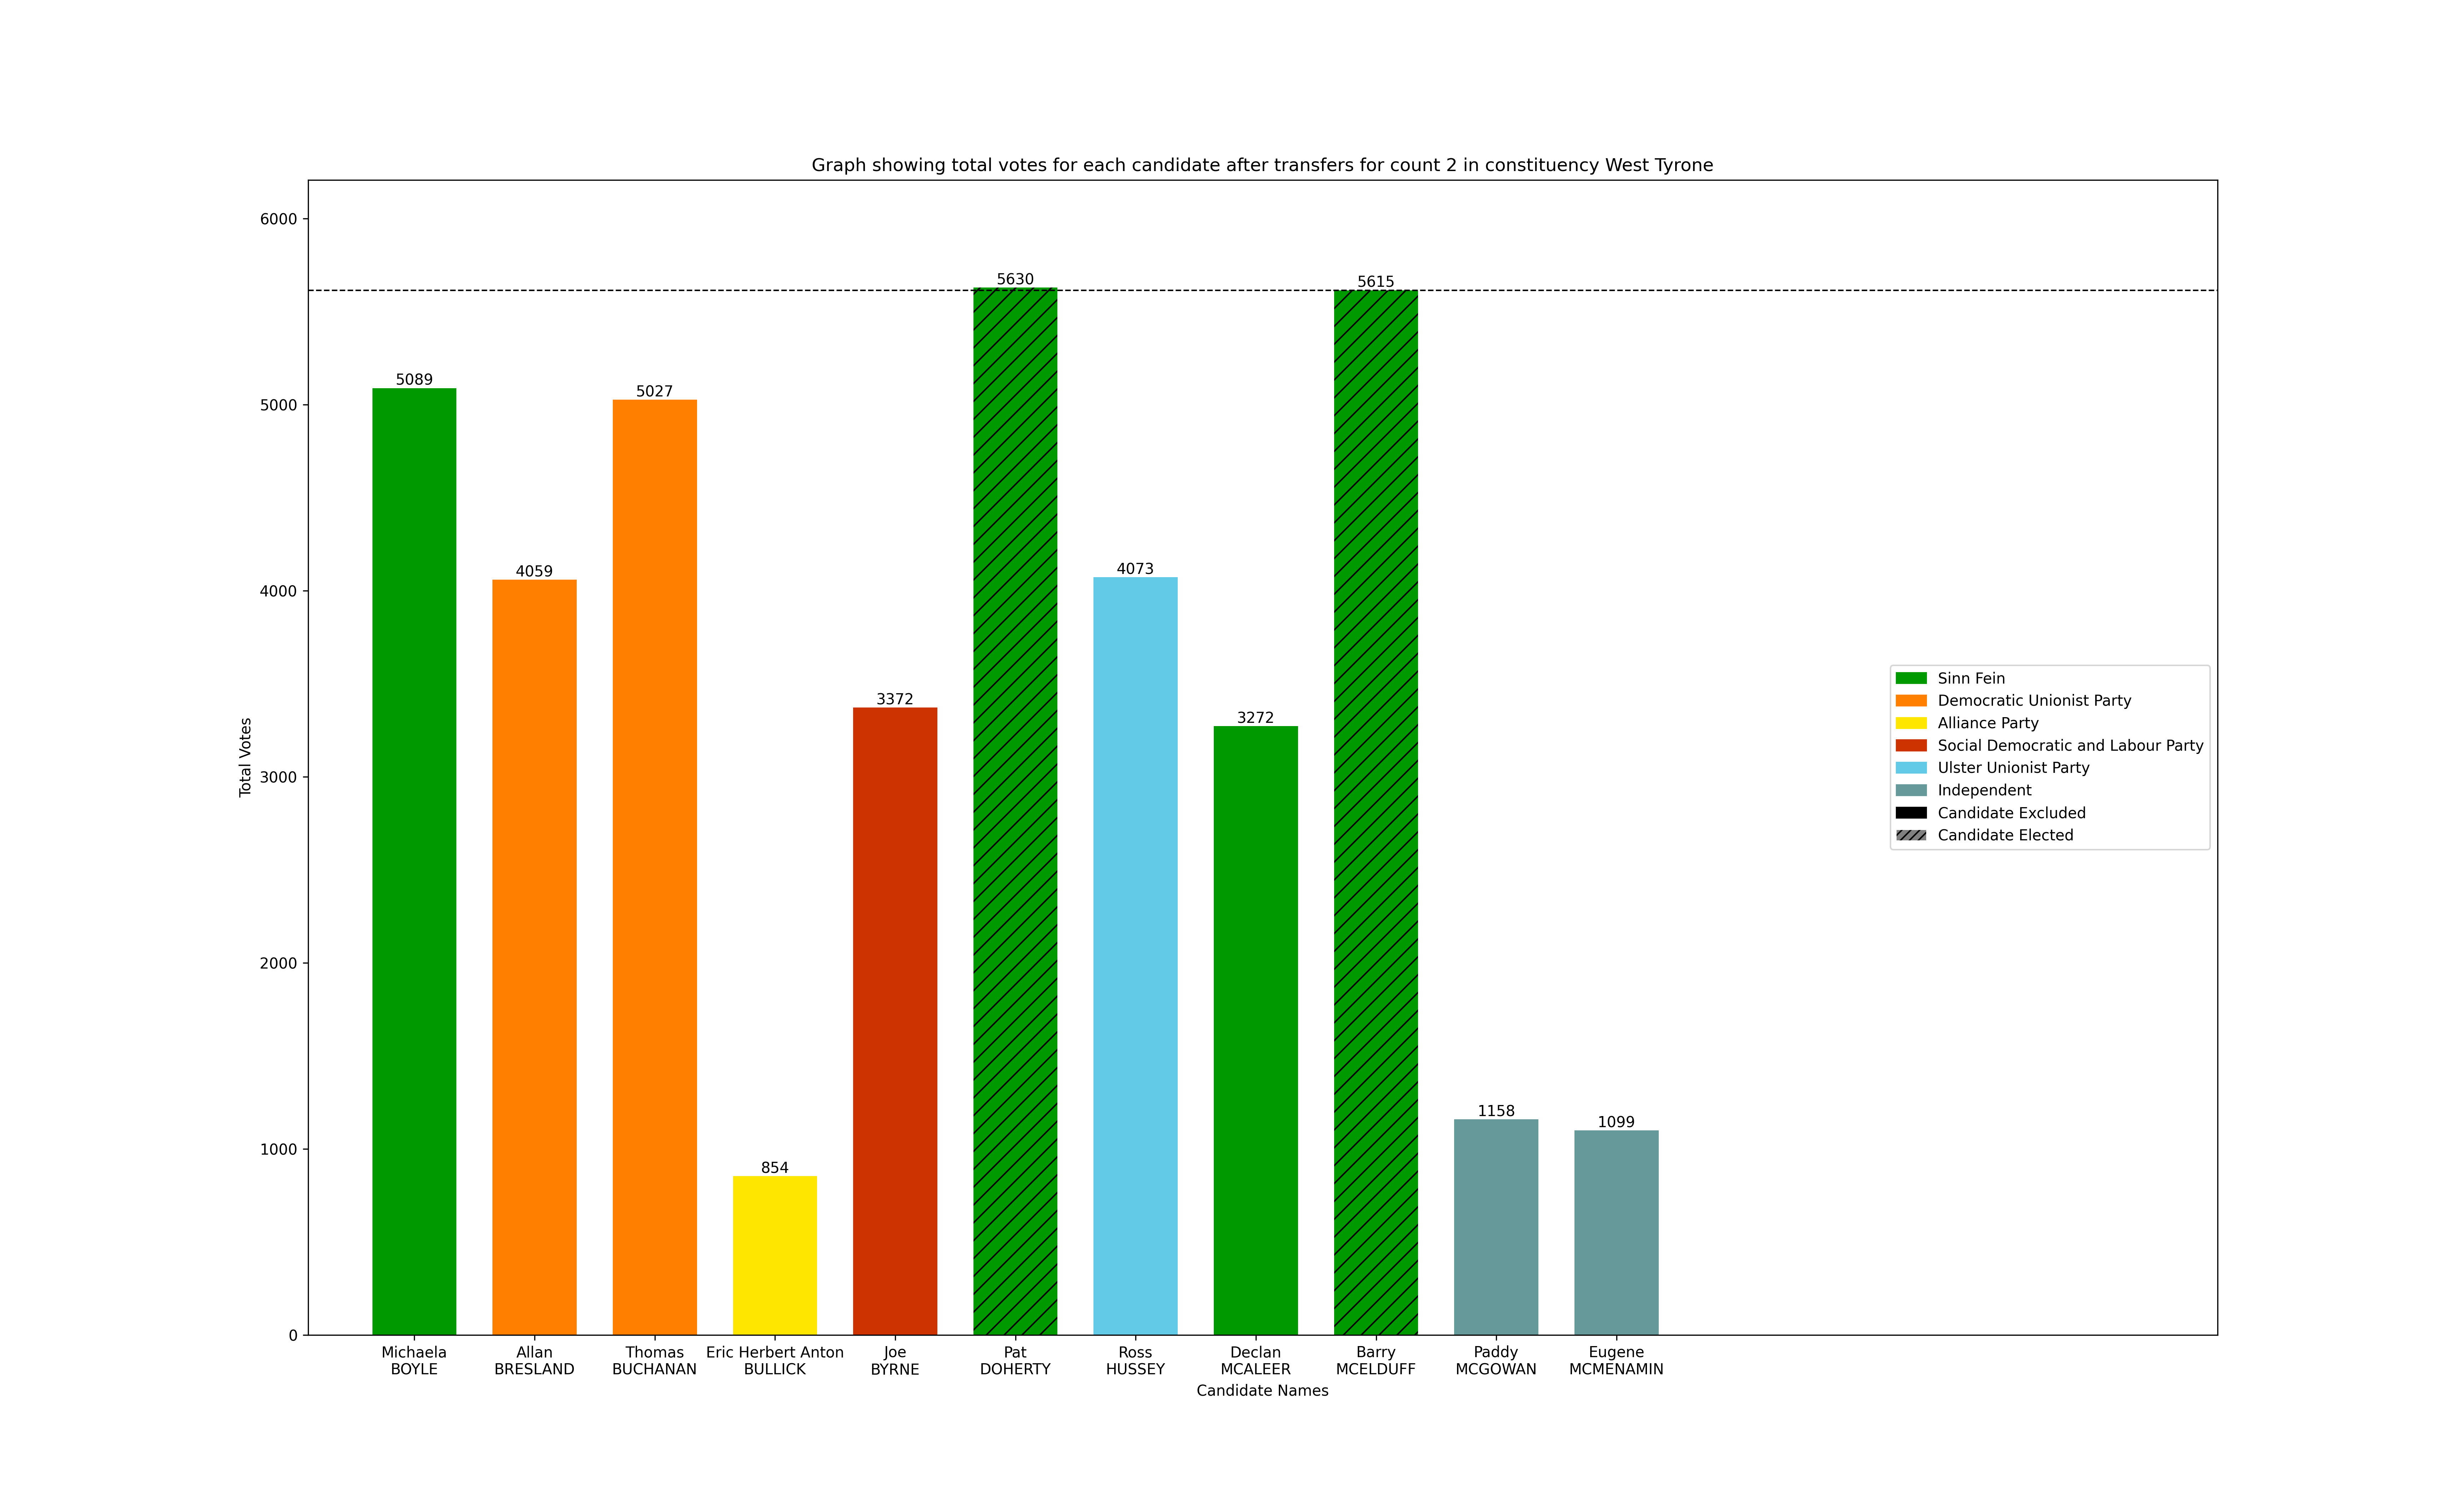 Graph showing total votes for each candidate after transfers for count 2 in constituency West Tyrone
6000
5000
4000
3000
2000
1000
0
Total Votes
5089
4059
5027
854
3372
5630
4073
3272
5615
1158
1099
Sinn Fein
Democratic Unionist Party
Alliance Party
Social Democratic and Labour Party
Ulster Unionist Party
Independent
Candidate Excluded
Candidate Elected
Michaela
BOYLE
Allan
BRESLAND
Thomas
BUCHANAN
Eric Herbert Anton
BULLICK
Joe
BYRNE
Pat
DOHERTY
Ross
HUSSEY
Declan
MCALEER
Barry
MCELDUFF
Paddy
MCGOWAN
Eugene
MCMENAMIN
Candidate Names